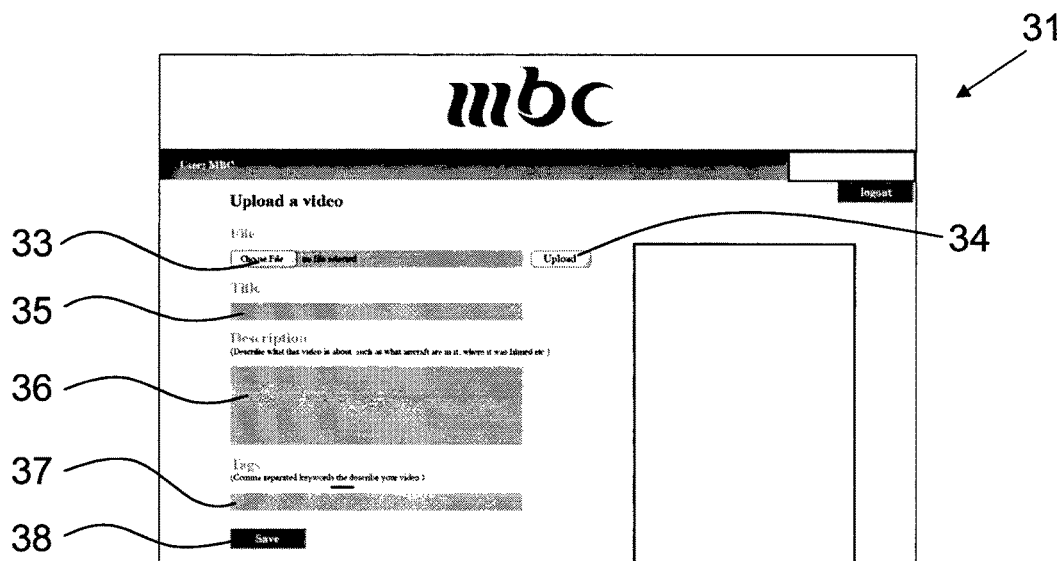 31
mbc
User: MBC
logout
Upload a video
File
33
Choose File no file selected
Upload
34
Title
35
Description
(Describe what this video is about, such as what aircraft are in it, where it was filmed etc.)
36
Tags
(Comma separated keywords the describe your video)
37
Save
38